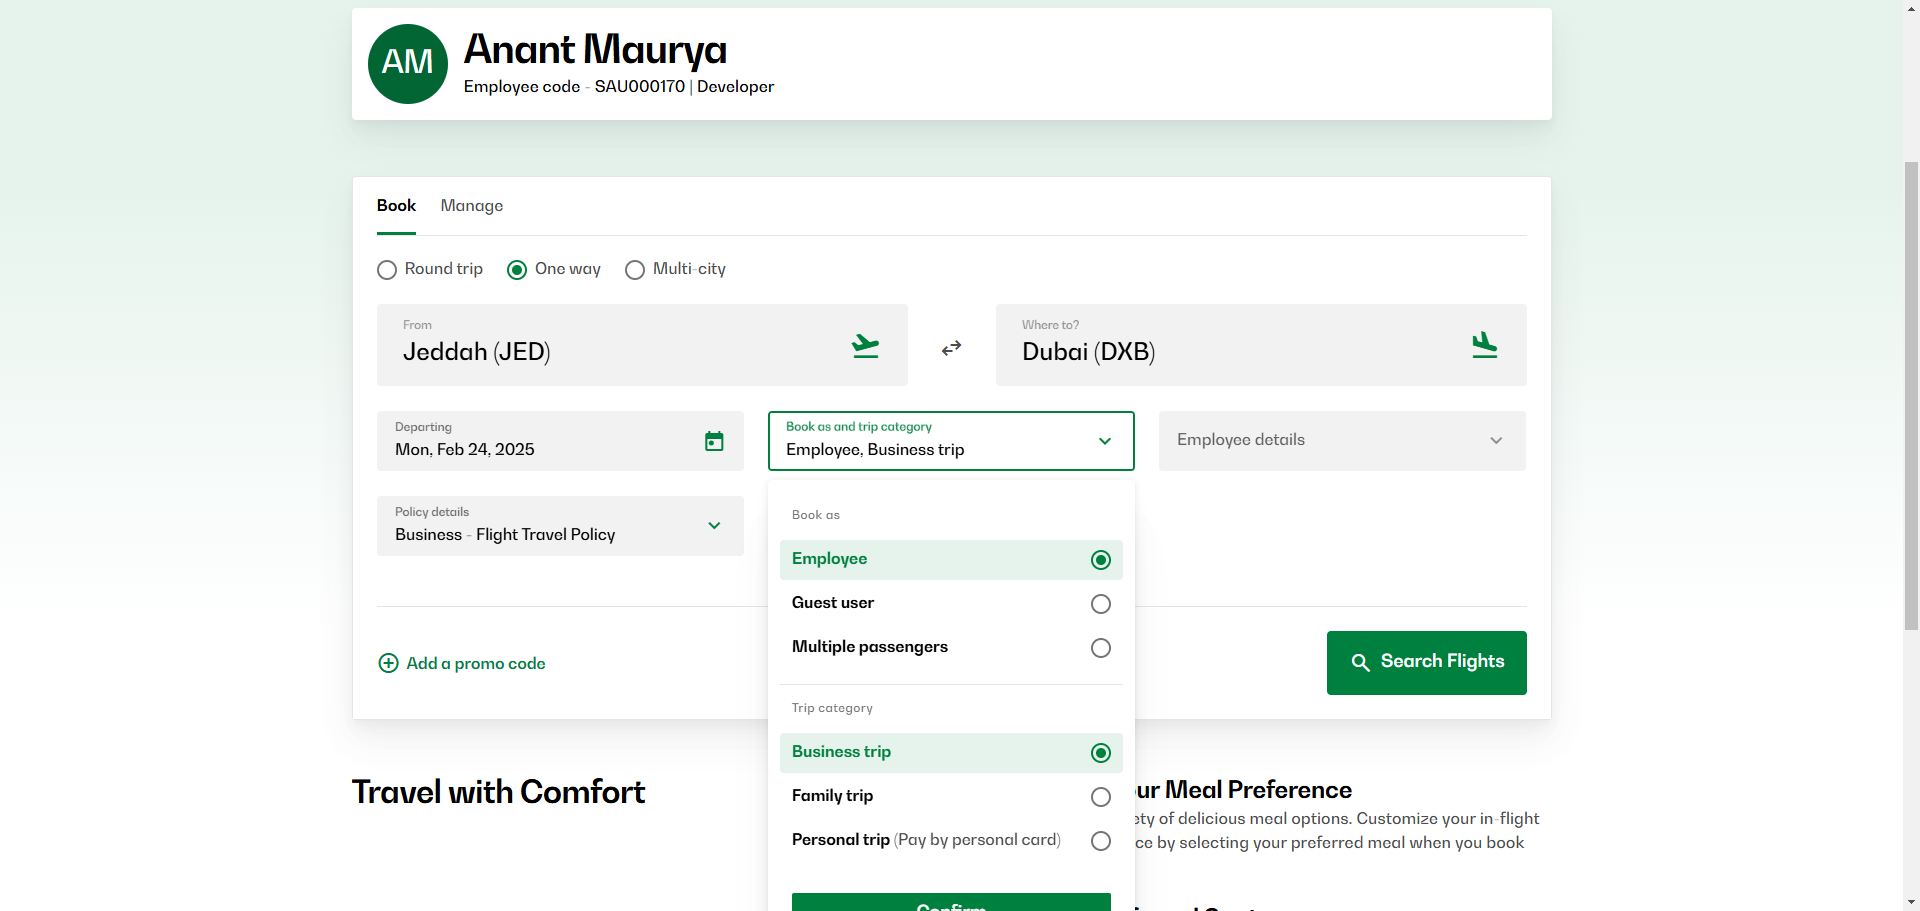 AM
Anant Maurya
Employee code - SAU000170 | Developer
Book Manage
Round trip One way Multi-city
From
Jeddah (JED)
Where to?
Dubai (DXB)
Departing
Mon, Feb 24, 2025
Book as and trip category
Employee, Business trip
Employee details
Policy details
Business - Flight Travel Policy
Book as
Employee
Guest user
Multiple passengers
Trip category
Business trip
Family trip
Personal trip (Pay by personal card)
Confirm
Add a promo code
Search Flights
Travel with Comfort
ur Meal Preference
ety of delicious meal options. Customize your in-flight
ce by selecting your preferred meal when you book